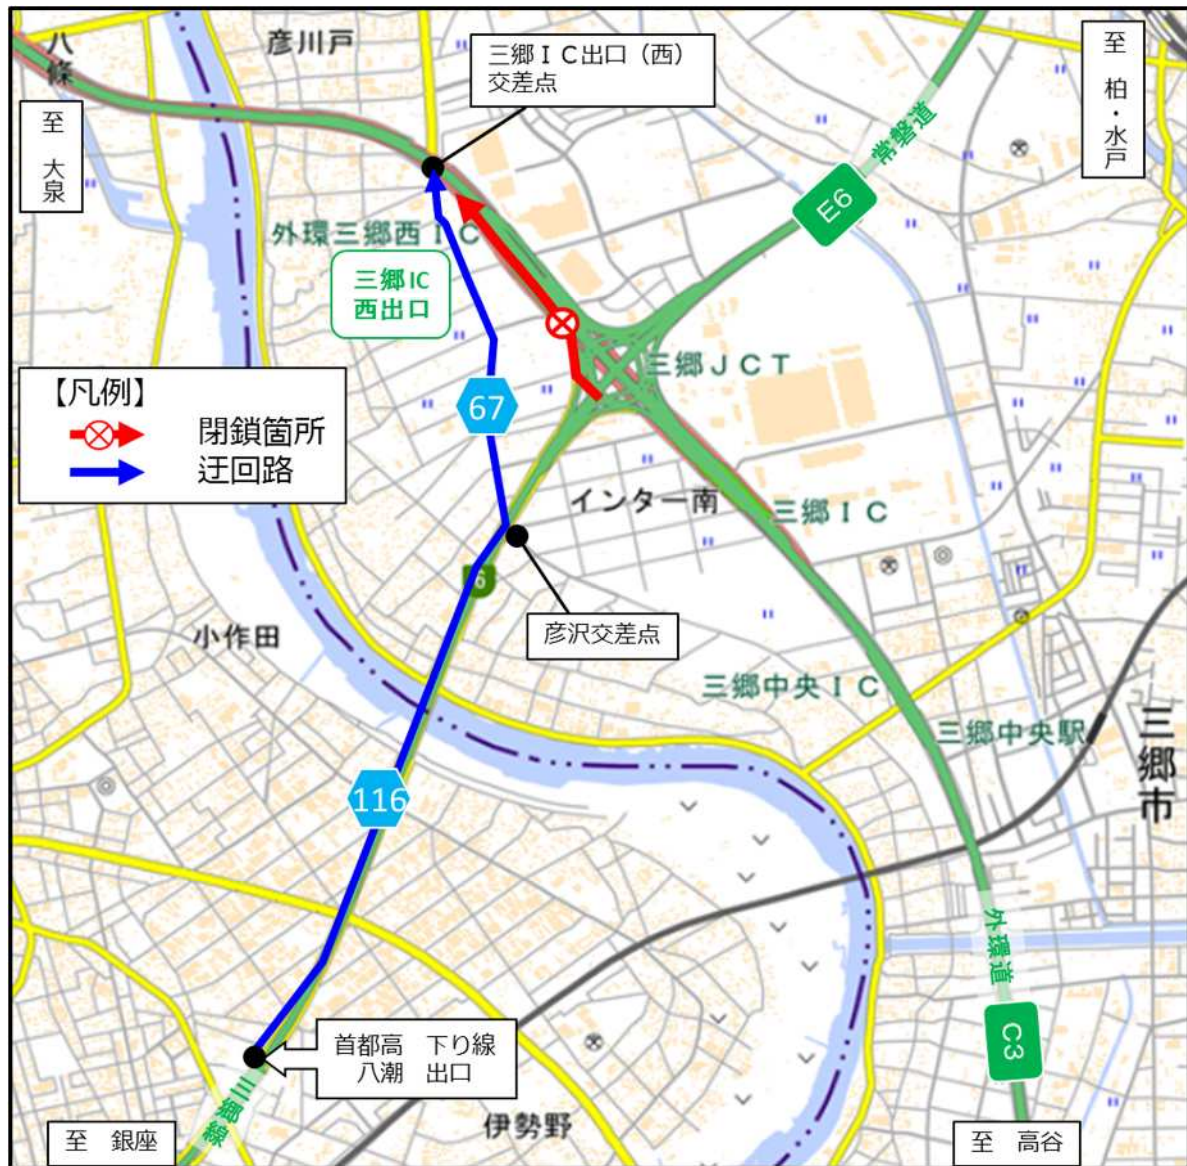 八條
彦川戸
三郷ＩＣ出口（西）
交差点
至　柏・水戸
至　大泉
常磐道
E6
外環三郷西ＩＣ
三郷IC
西出口
三郷ＪＣＴ
【凡例】
閉鎖箇所
迂回路
67
インター南
三郷ＩＣ
6
彦沢交差点
小作田
三郷中央ＩＣ
三郷中央駅
三郷市
116
外環道
C3
首都高　下り線
八潮　出口
三郷線
伊勢野
至　銀座
至　高谷